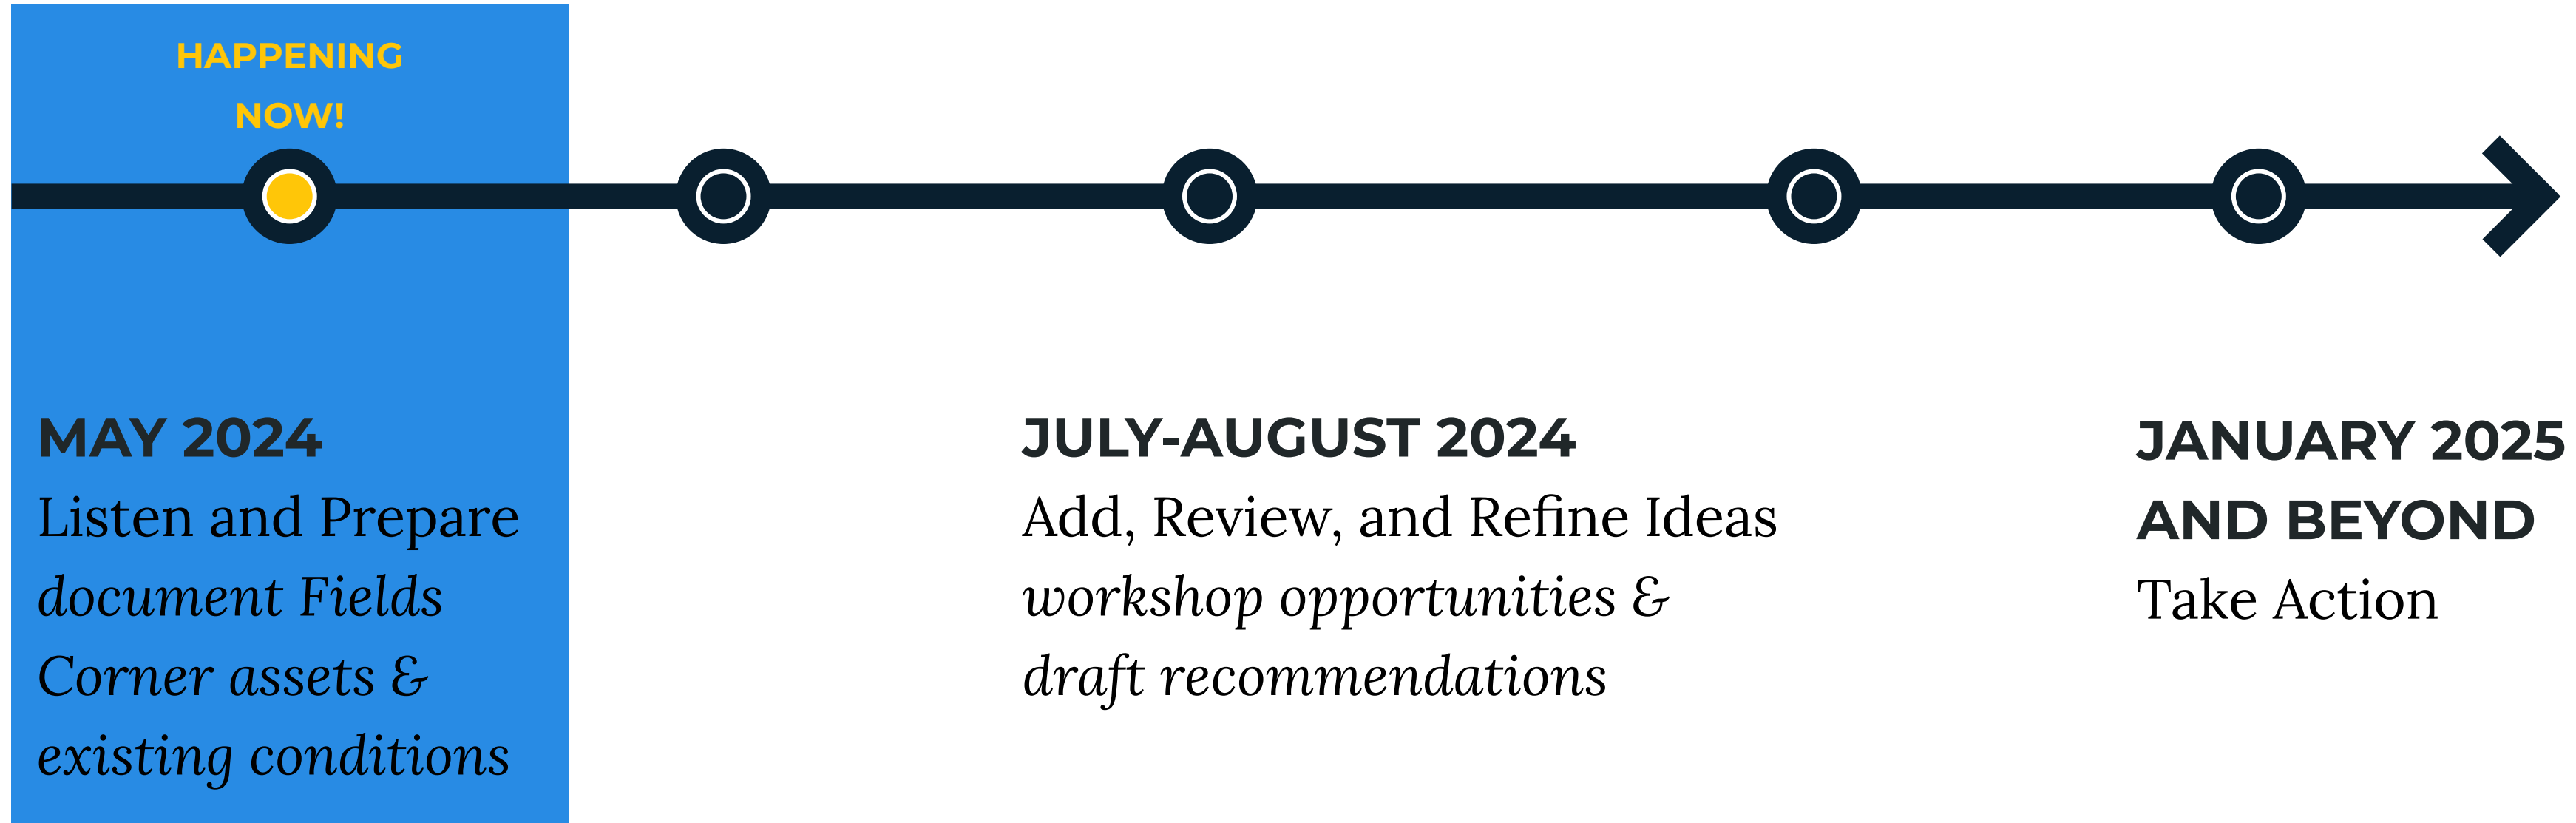 HAPPENING
NOW!
MAY 2024
Listen and Prepare
document Fields
Corner assets &
existing conditions
JULY-AUGUST 2024
Add, Review, and Refine Ideas
workshop opportunities &
draft recommendations
JANUARY 2025
AND BEYOND
Take Action